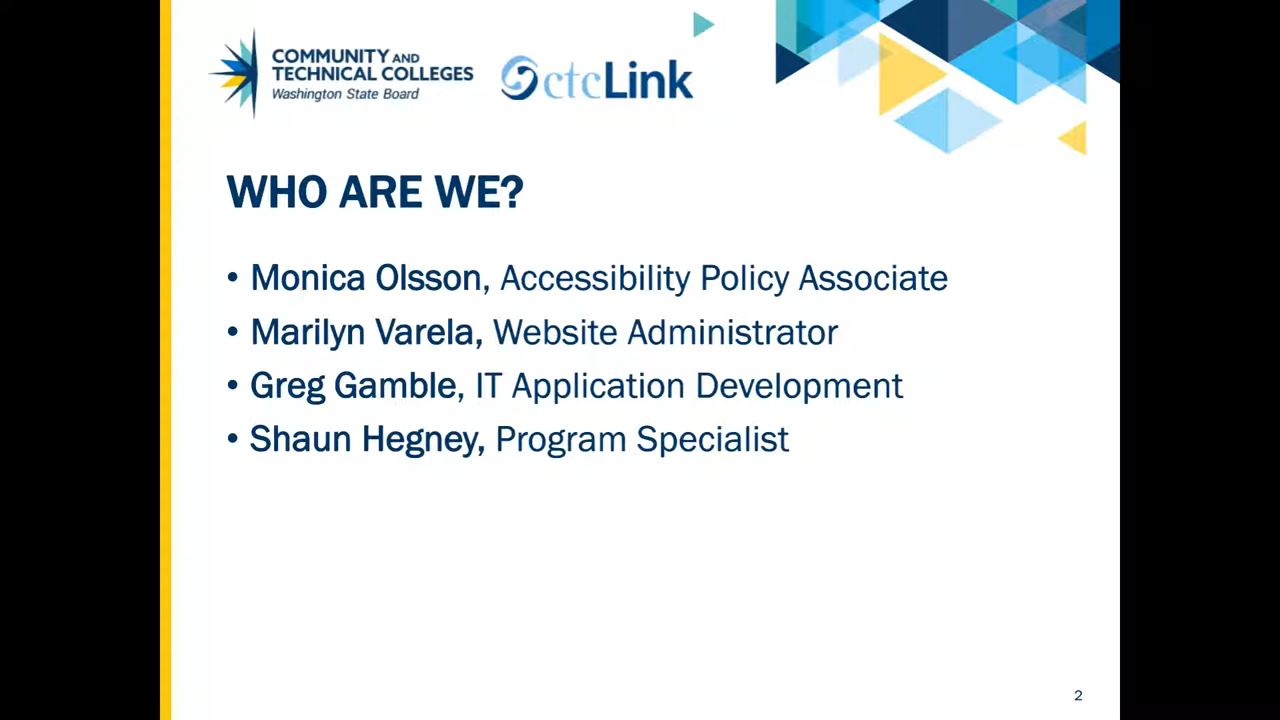 COMMUNITY AND
TECHNICAL COLLEGES
Washington State Board
ctcLink
WHO ARE WE?
• Monica Olsson, Accessibility Policy Associate
• Marilyn Varela, Website Administrator
• Greg Gamble, IT Application Development
• Shaun Hegney, Program Specialist
2